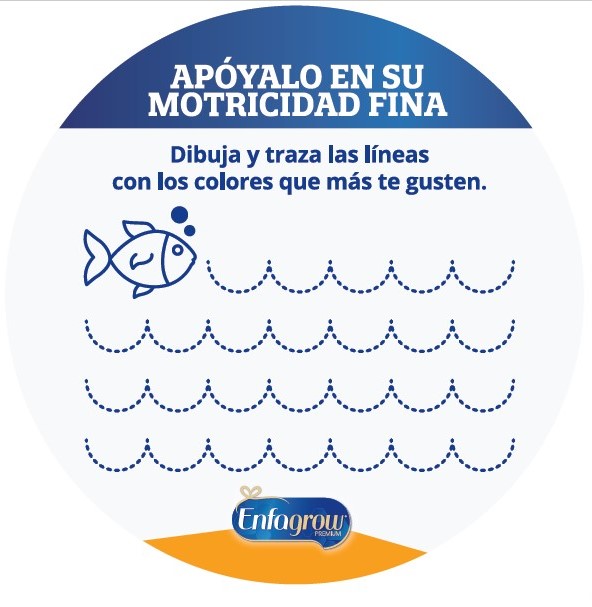 APÓYALO EN SU
MOTRICIDAD FINA
Dibuja y traza las líneas
con los colores que más te gusten.
Enfagrow
PREMIUM